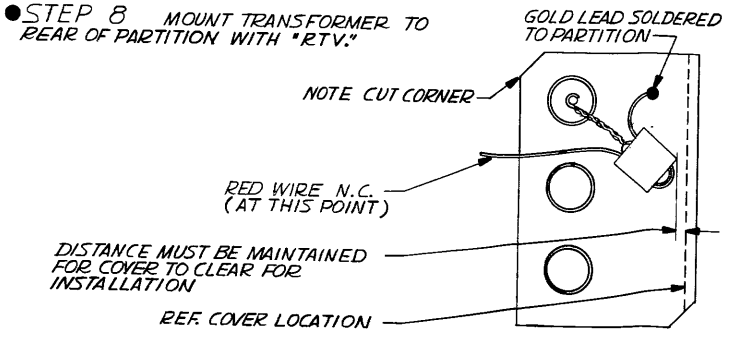 ●STEP 8 MOUNT TRANSFORMER TO
REAR OF PARTITION WITH "RTV."
GOLD LEAD SOLDERED
TO PARTITION
NOTE CUT CORNER
RED WIRE N.C.
(AT THIS POINT)
DISTANCE MUST BE MAINTAINED
FOR COVER TO CLEAR FOR
INSTALLATION
REF. COVER LOCATION